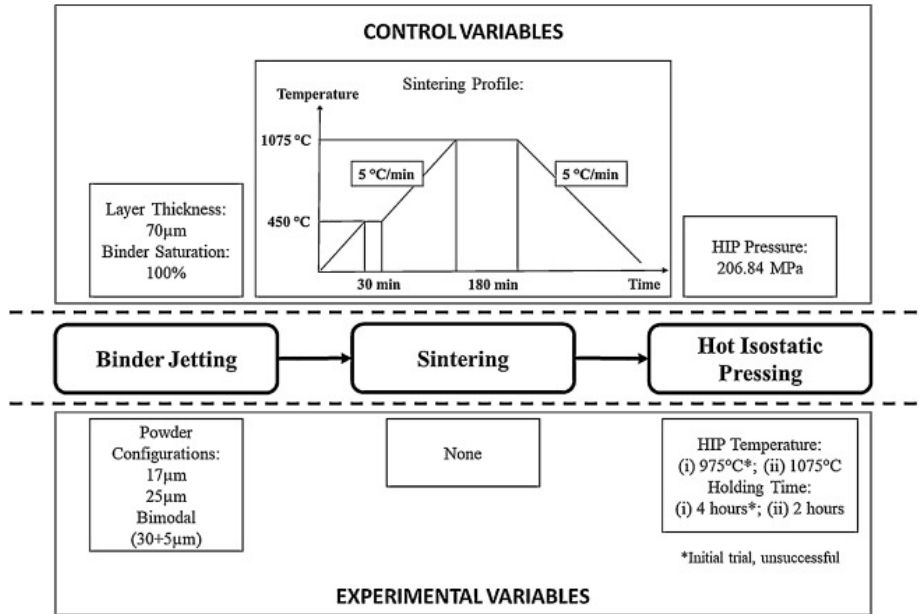 CONTROL VARIABLES
Sintering Profile:
Temperature
1075 °C
5 °C/min
5 °C/min
450 °C
30 min
180 min
Time
Layer Thickness:
70μm
Binder Saturation:
100%
HIP Pressure:
206.84 MPa
Binder Jetting
Sintering
Hot Isostatic
Pressing
Powder
Configurations:
17μm
25μm
Bimodal
(30+5μm)
None
HIP Temperature:
(i) 975°C*; (ii) 1075°C
Holding Time:
(i) 4 hours*; (ii) 2 hours
*Initial trial, unsuccessful
EXPERIMENTAL VARIABLES